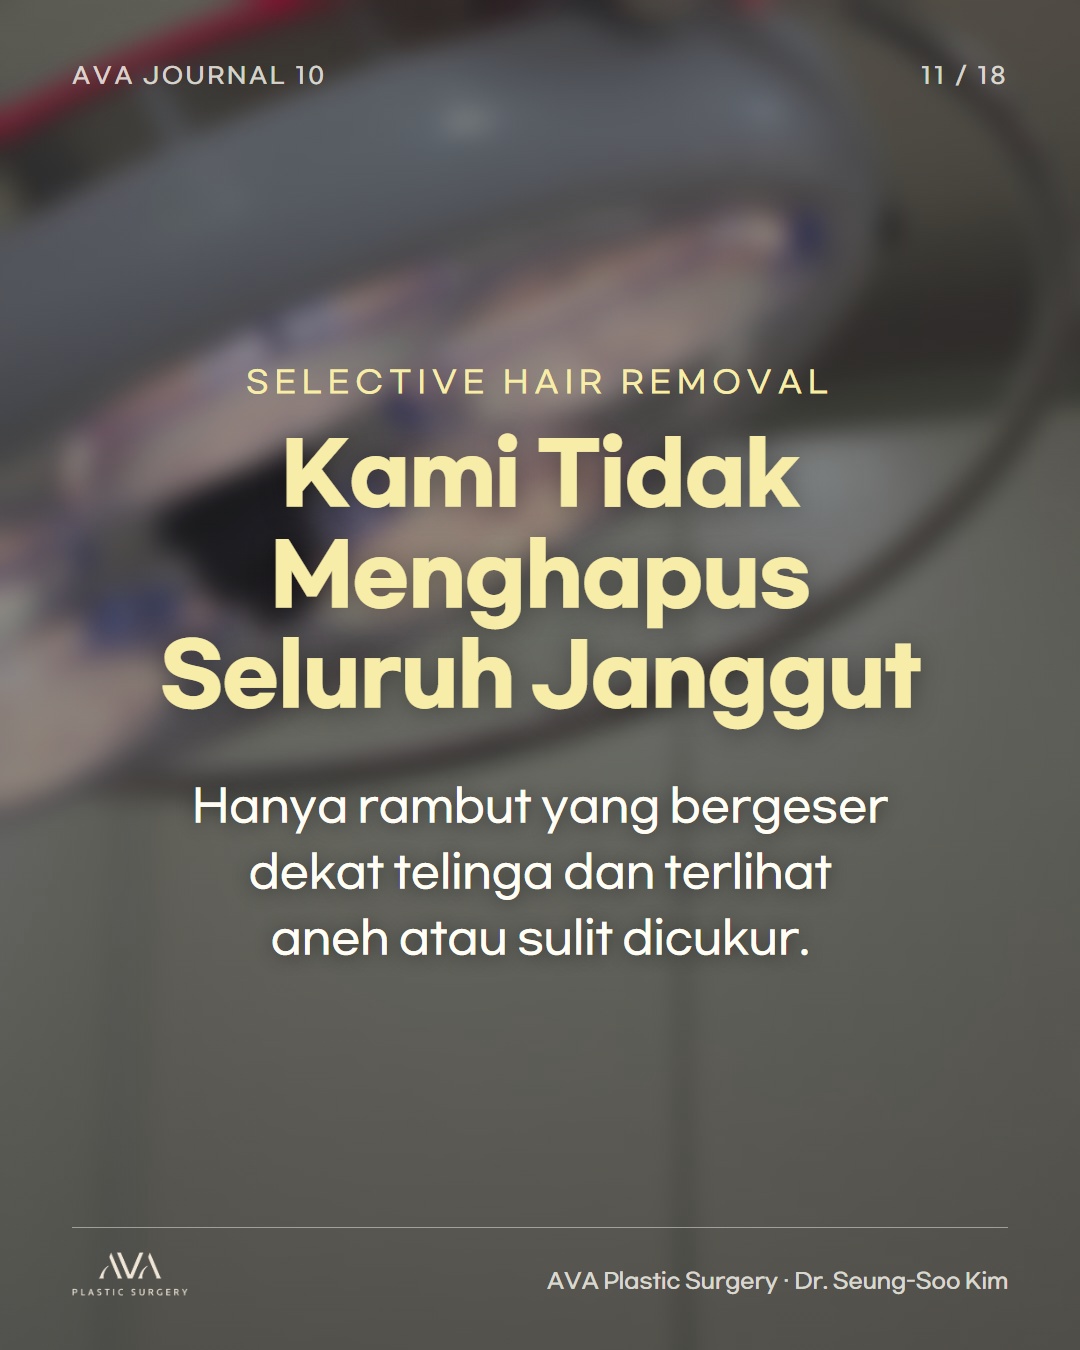 AVA JOURNAL 10
11 / 18
SELECTIVE HAIR REMOVAL
Kami Tidak
Menghapus
Seluruh Janggut
Hanya rambut yang bergeser
dekat telinga dan terlihat
aneh atau sulit dicukur.
AVA
PLASTIC SURGERY
AVA Plastic Surgery · Dr. Seung-Soo Kim